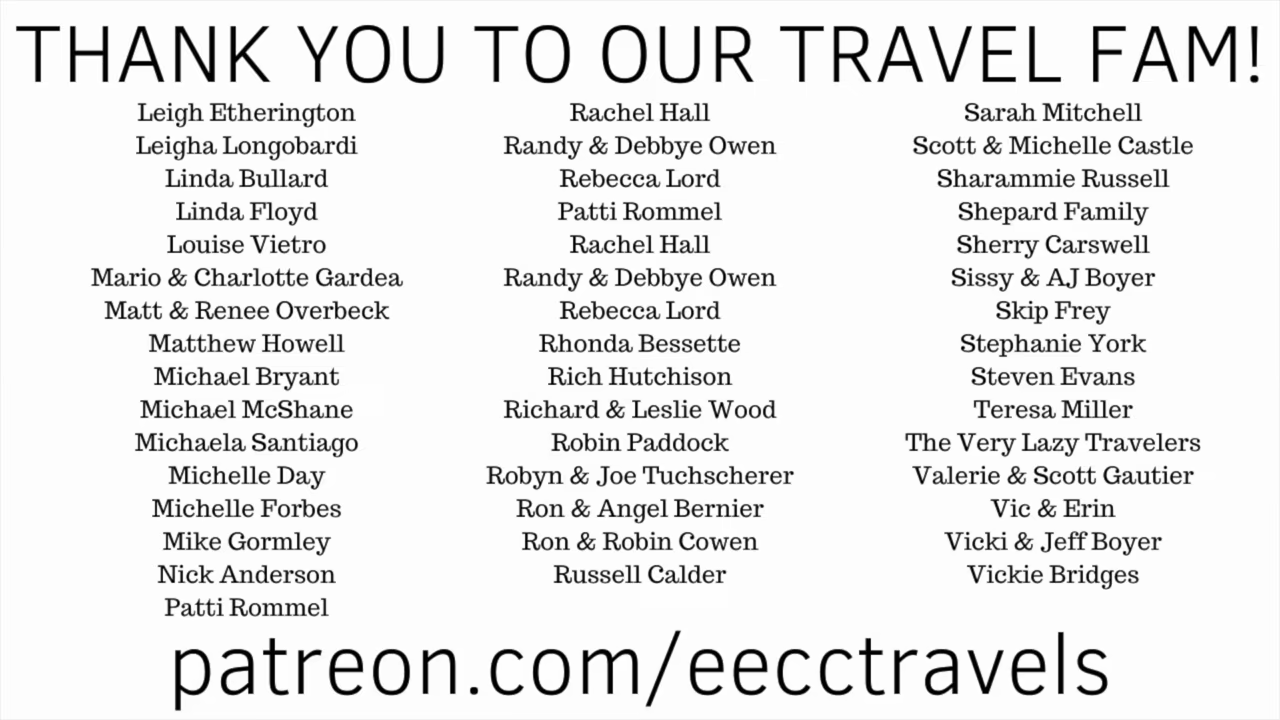 THANK YOU TO OUR TRAVEL FAM!
Leigh Etherington
Leigha Longobardi
Linda Bullard
Linda Floyd
Louise Vietro
Mario & Charlotte Gardea
Matt & Renee Overbeck
Matthew Howell
Michael Bryant
Michael McShane
Michaela Santiago
Michelle Day
Michelle Forbes
Mike Gormley
Nick Anderson
Patti Rommel
Rachel Hall
Randy & Debbye Owen
Rebecca Lord
Patti Rommel
Rachel Hall
Randy & Debbye Owen
Rebecca Lord
Rhonda Bessette
Rich Hutchison
Richard & Leslie Wood
Robin Paddock
Robyn & Joe Tuchscherer
Ron & Angel Bernier
Ron & Robin Cowen
Russell Calder
Sarah Mitchell
Scott & Michelle Castle
Sharammie Russell
Shepard Family
Sherry Carswell
Sissy & AJ Boyer
Skip Frey
Stephanie York
Steven Evans
Teresa Miller
The Very Lazy Travelers
Valerie & Scott Gautier
Vic & Erin
Vicki & Jeff Boyer
Vickie Bridges
patreon.com/eecctravels